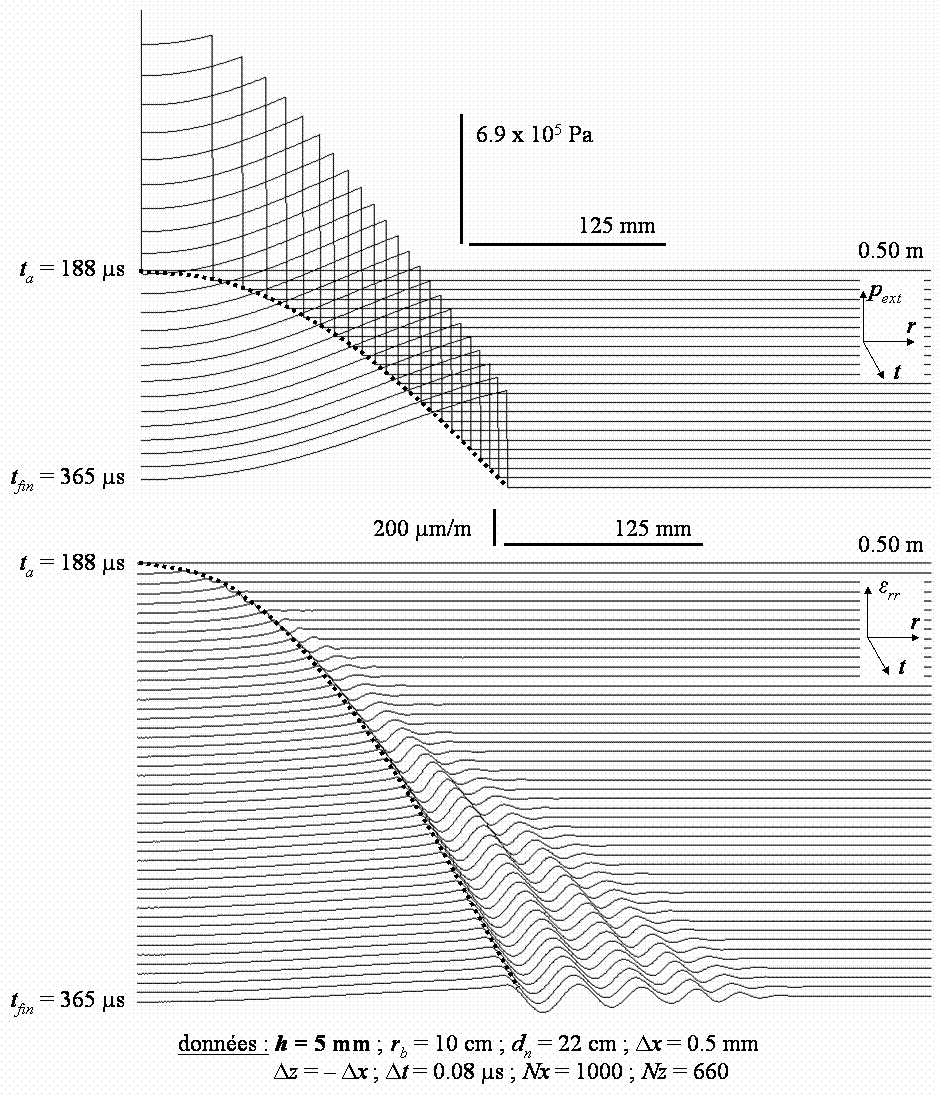 6.9 x 10⁵ Pa
125 mm
0.50 m
tₐ = 188 µs
p_ext
r
t
t_fin = 365 µs
200 µm/m
125 mm
0.50 m
tₐ = 188 µs
ε_rr
r
t
t_fin = 365 µs
données : h = 5 mm ; r_b = 10 cm ; d_n = 22 cm ; Δx = 0.5 mm
Δz = – Δx ; Δt = 0.08 µs ; Nx = 1000 ; Nz = 660